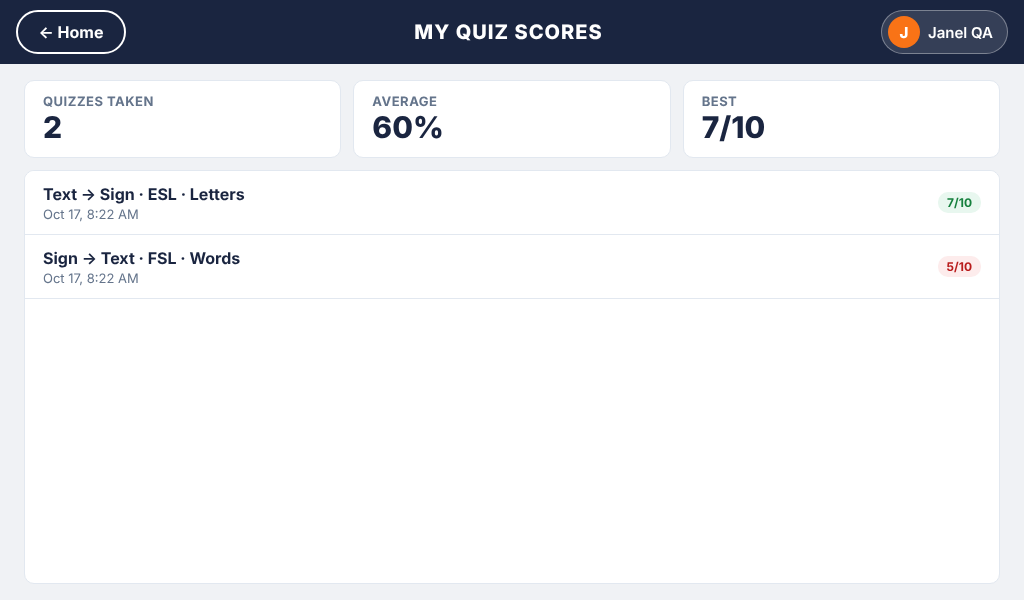 ← Home
MY QUIZ SCORES
J
Janel QA
QUIZZES TAKEN
2
AVERAGE
60%
BEST
7/10
Text → Sign · ESL · Letters
Oct 17, 8:22 AM
7/10
Sign → Text · FSL · Words
Oct 17, 8:22 AM
5/10